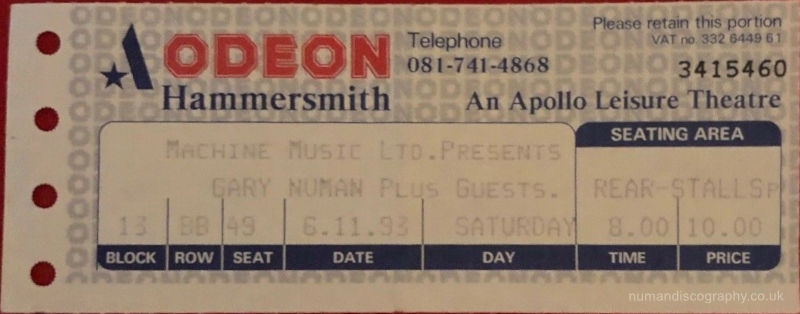 Please retain this portion
VAT no. 332 6449 61
ODEON
Hammersmith
Telephone
081-741-4868
3415460
An Apollo Leisure Theatre
SEATING AREA
MACHINE MUSIC LTD.PRESENTS
GARY NUMAN PLUS GUESTS.
REAR-STALLSP
13 BB 49 6.11.93 SATURDAY 8.00 10.00
BLOCK ROW SEAT DATE DAY TIME PRICE
numandiscography.co.uk